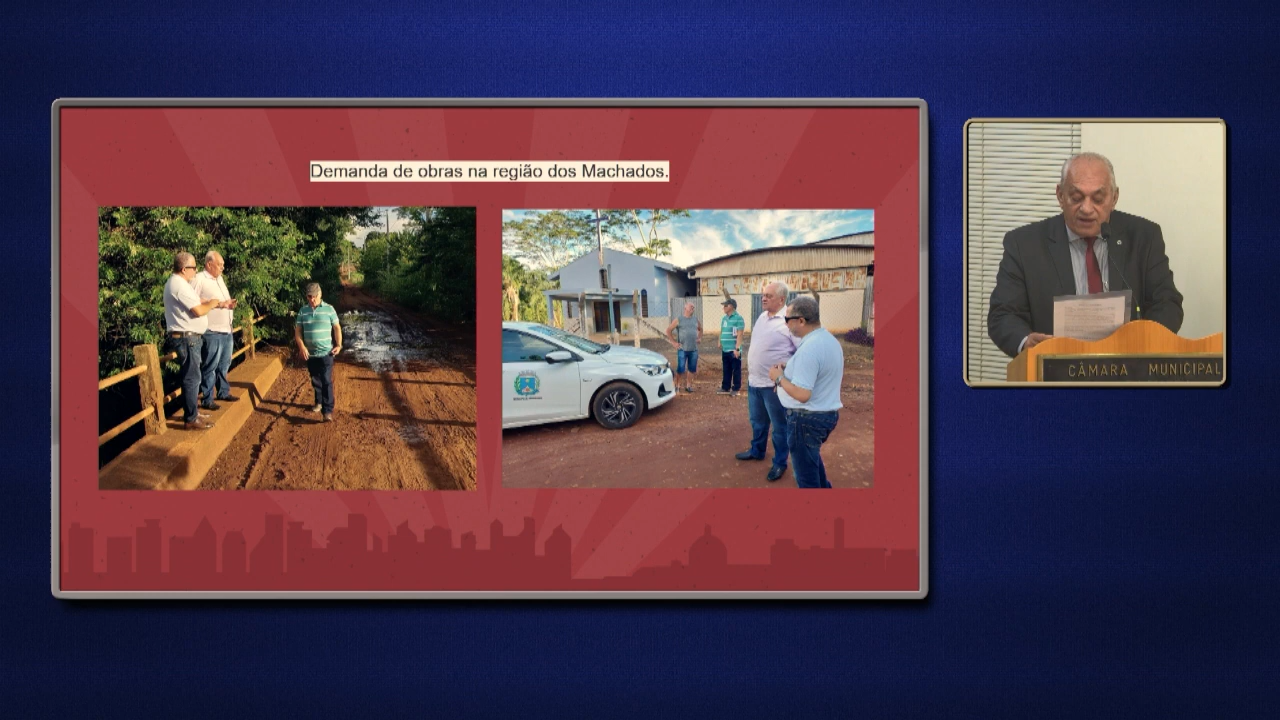 Demanda de obras na região dos Machados.
CÂMARA MUNICIPAL